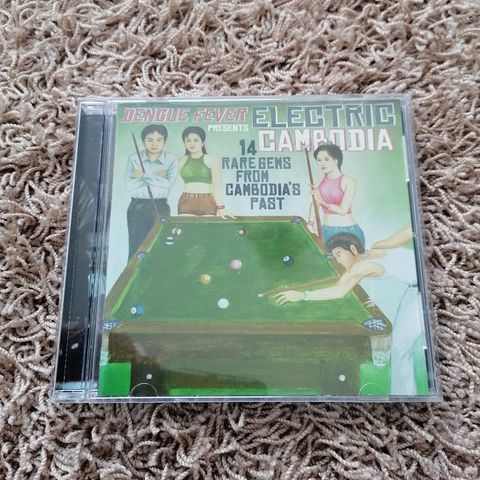 DENGUE FEVER
PRESENTS
ELECTRIC
CAMBODIA
14
RARE GEMS
FROM
CAMBODIA'S
PAST